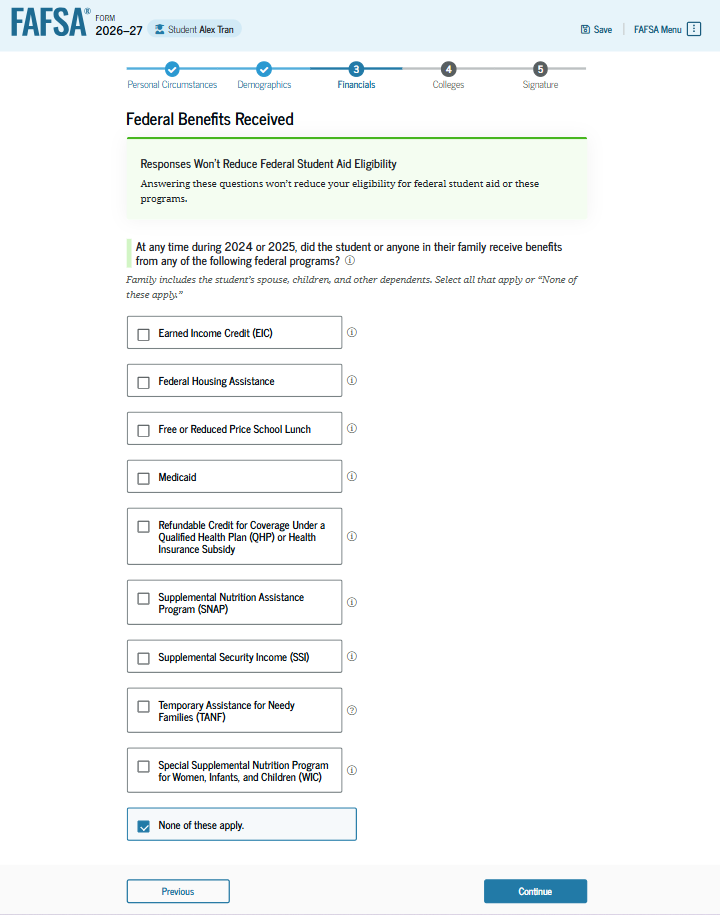 FAFSA® FORM 2026–27 Student Alex Tran Save FAFSA Menu
3 4 5
Personal Circumstances Demographics Financials Colleges Signature
Federal Benefits Received
Responses Won't Reduce Federal Student Aid Eligibility
Answering these questions won't reduce your eligibility for federal student aid or these
programs.
At any time during 2024 or 2025, did the student or anyone in their family receive benefits
from any of the following federal programs?
Family includes the student's spouse, children, and other dependents. Select all that apply or "None of
these apply."
Earned Income Credit (EIC)
Federal Housing Assistance
Free or Reduced Price School Lunch
Medicaid
Refundable Credit for Coverage Under a
Qualified Health Plan (QHP) or Health
Insurance Subsidy
Supplemental Nutrition Assistance
Program (SNAP)
Supplemental Security Income (SSI)
Temporary Assistance for Needy
Families (TANF)
Special Supplemental Nutrition Program
for Women, Infants, and Children (WIC)
None of these apply.
Previous Continue